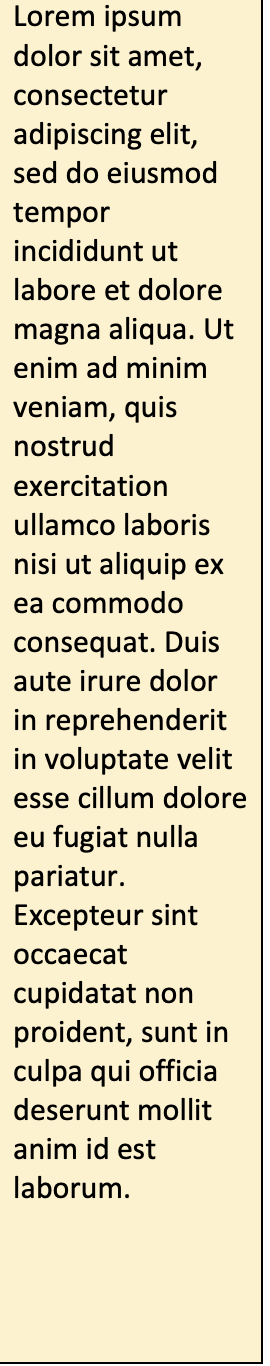 Lorem ipsum
dolor sit amet,
consectetur
adipiscing elit,
sed do eiusmod
tempor
incididunt ut
labore et dolore
magna aliqua. Ut
enim ad minim
veniam, quis
nostrud
exercitation
ullamco laboris
nisi ut aliquip ex
ea commodo
consequat. Duis
aute irure dolor
in reprehenderit
in voluptate velit
esse cillum dolore
eu fugiat nulla
pariatur.
Excepteur sint
occaecat
cupidatat non
proident, sunt in
culpa qui officia
deserunt mollit
anim id est
laborum.